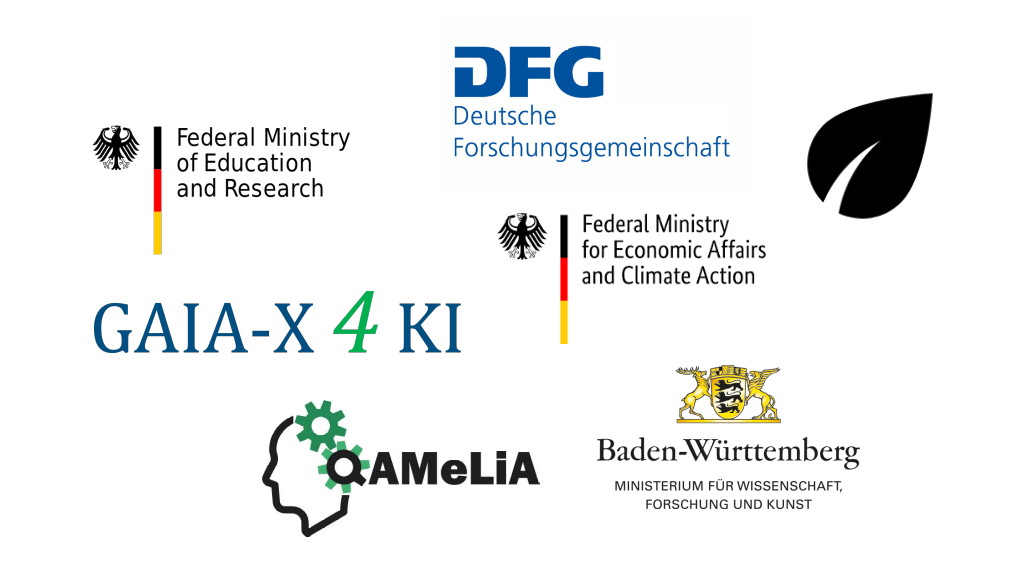 DFG
Deutsche
Forschungsgemeinschaft
Federal Ministry
of Education
and Research
Federal Ministry
for Economic Affairs
and Climate Action
GAIA-X 4 KI
QAMeLiA
Baden-Württemberg
MINISTERIUM FÜR WISSENSCHAFT,
FORSCHUNG UND KUNST